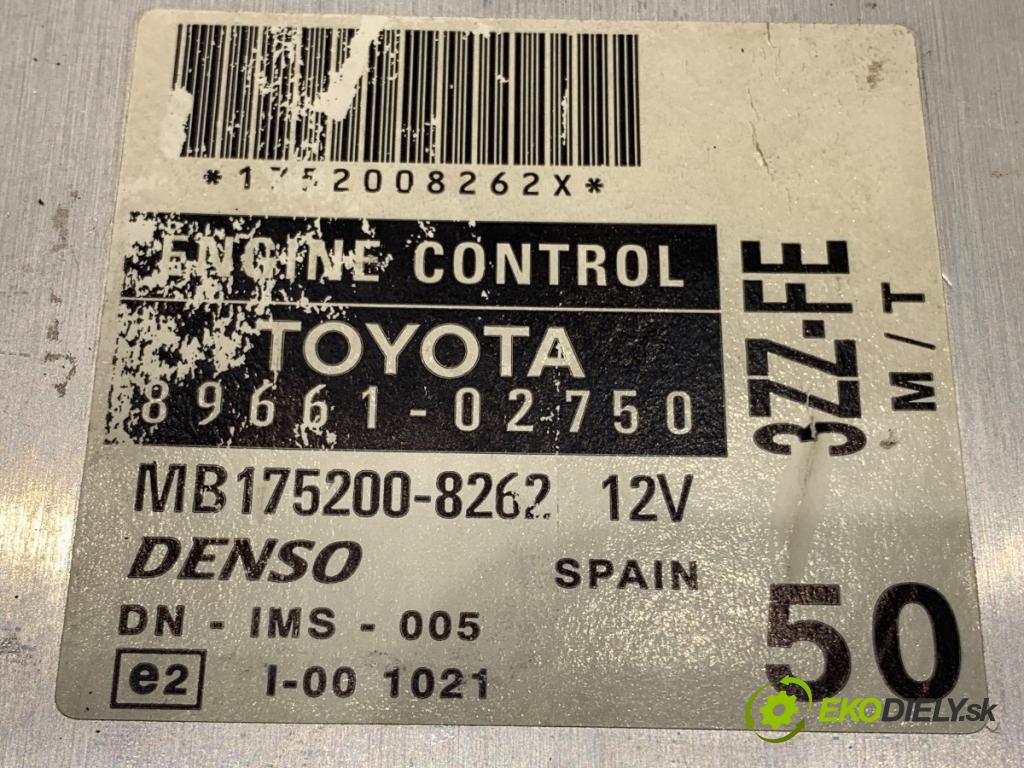 *1752008262X*
ENGINE CONTROL
TOYOTA
89661-02750
MB175200-8262 12V
DENSO SPAIN
DN - IMS - 005
e2 I-00 1021
3ZZ-FE
M/T
50
EKODIELY.sk